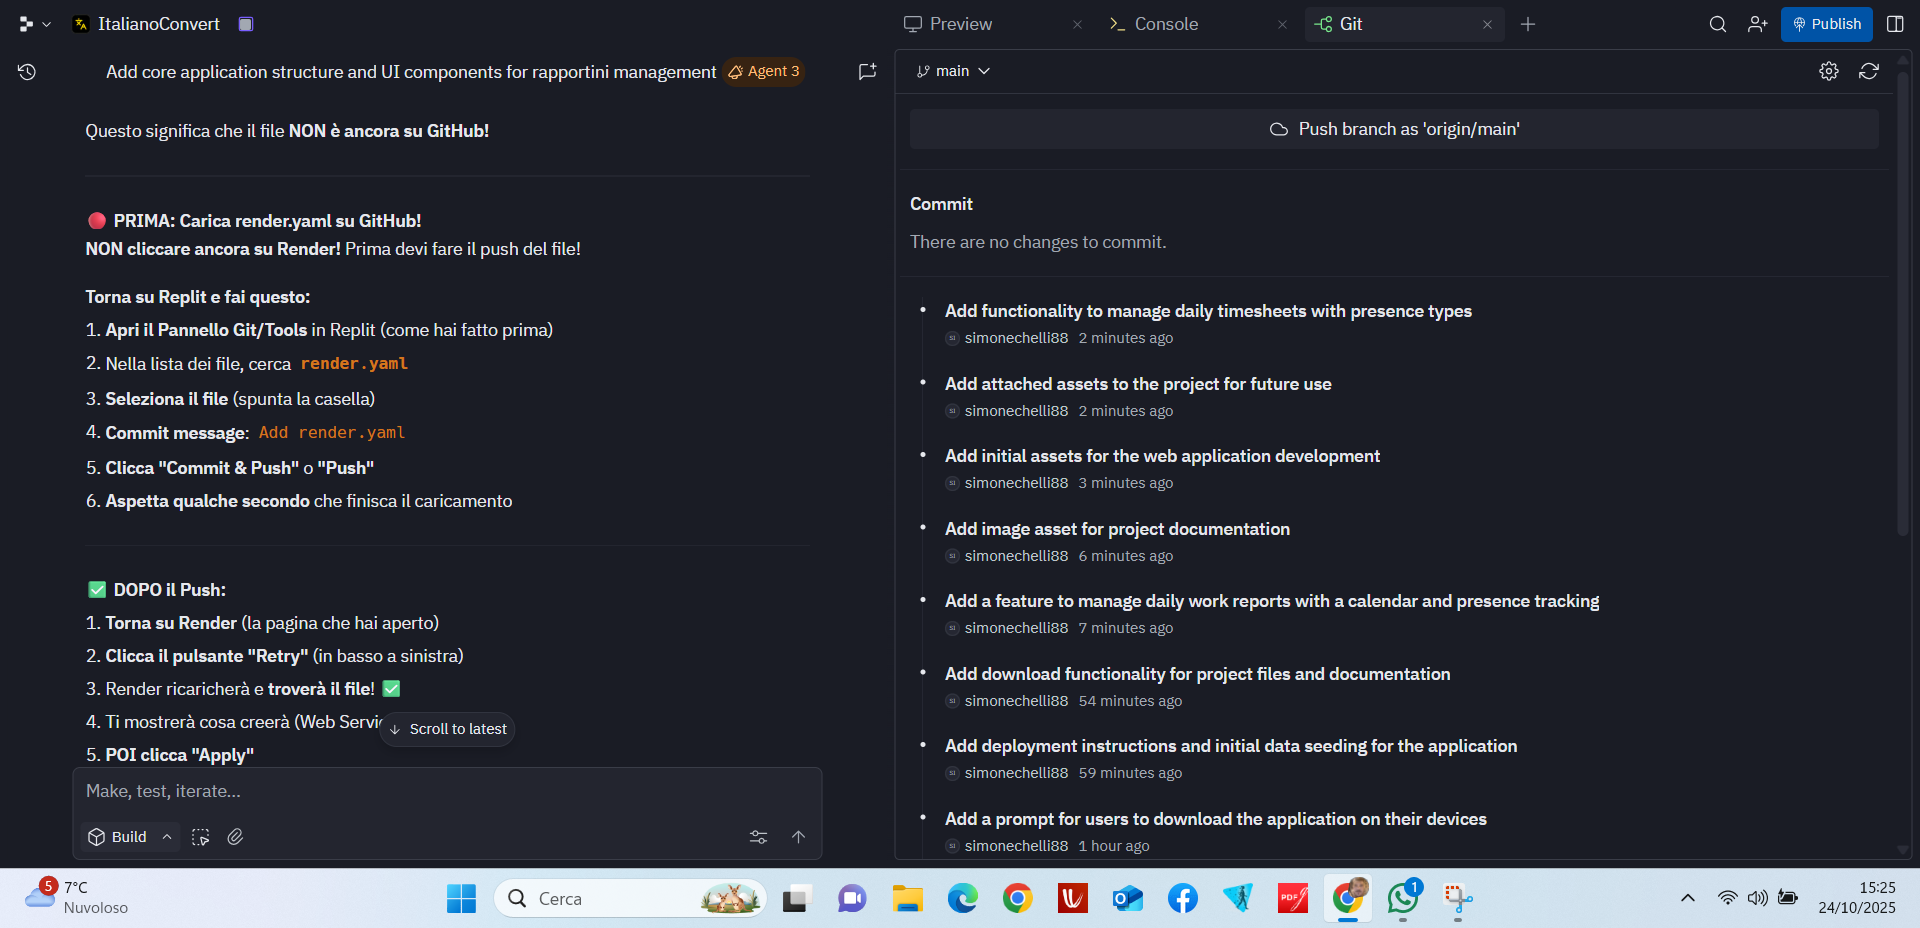 ItalianoConvert
Preview
Console
Git
Publish
Add core application structure and UI components for rapportini management
Agent 3
main
Questo significa che il file NON è ancora su GitHub!
Push branch as 'origin/main'
PRIMA: Carica render.yaml su GitHub!
NON cliccare ancora su Render! Prima devi fare il push del file!
Torna su Replit e fai questo:
1. Apri il Pannello Git/Tools in Replit (come hai fatto prima)
2. Nella lista dei file, cerca render.yaml
3. Seleziona il file (spunta la casella)
4. Commit message: Add render.yaml
5. Clicca "Commit & Push" o "Push"
6. Aspetta qualche secondo che finisca il caricamento
DOPO il Push:
1. Torna su Render (la pagina che hai aperto)
2. Clicca il pulsante "Retry" (in basso a sinistra)
3. Render ricaricherà e troverà il file!
4. Ti mostrerà cosa creerà (Web Servic
Scroll to latest
5. POI clicca "Apply"
Make, test, iterate...
Build
Commit
There are no changes to commit.
Add functionality to manage daily timesheets with presence types
simonechelli88 2 minutes ago
Add attached assets to the project for future use
simonechelli88 2 minutes ago
Add initial assets for the web application development
simonechelli88 3 minutes ago
Add image asset for project documentation
simonechelli88 6 minutes ago
Add a feature to manage daily work reports with a calendar and presence tracking
simonechelli88 7 minutes ago
Add download functionality for project files and documentation
simonechelli88 54 minutes ago
Add deployment instructions and initial data seeding for the application
simonechelli88 59 minutes ago
Add a prompt for users to download the application on their devices
simonechelli88 1 hour ago
5
7°C
Nuvoloso
Cerca
PDF
1
15:25
24/10/2025